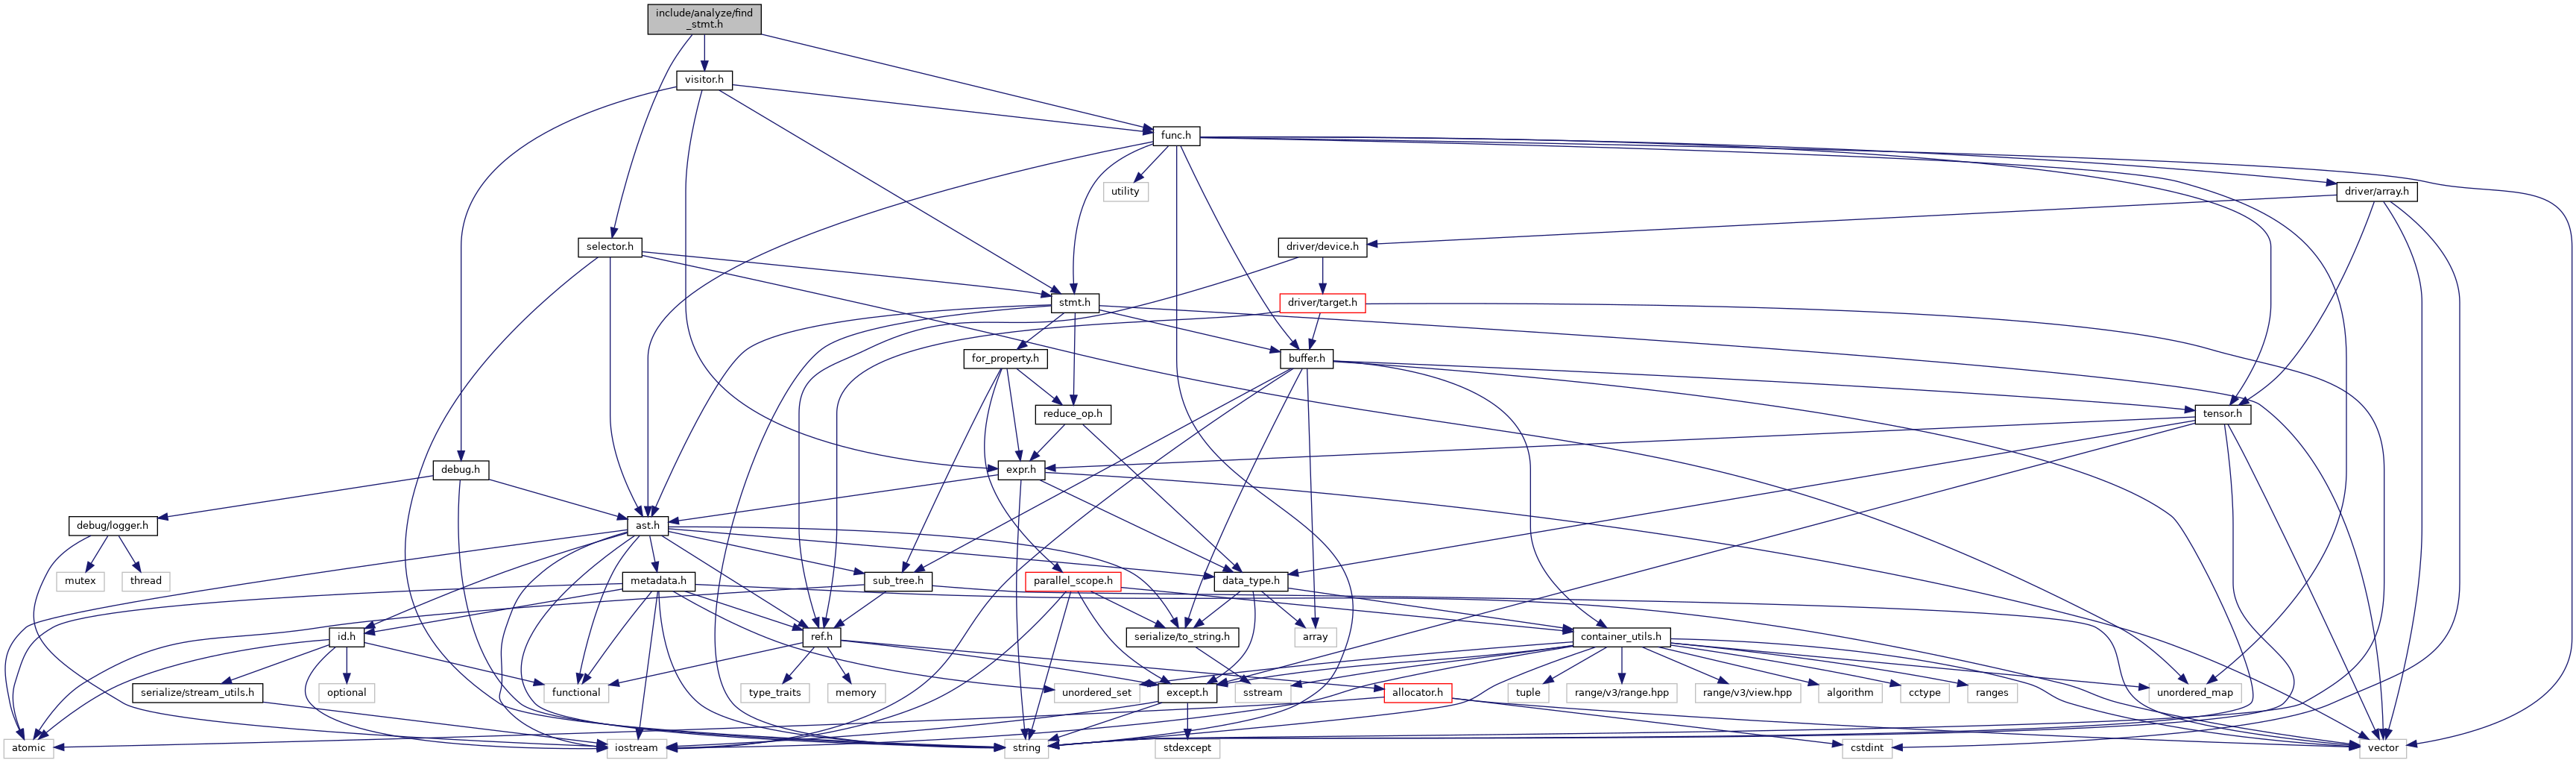 include/analyze/find
_stmt.h
visitor.h
func.h
utility
driver/array.h
selector.h
driver/device.h
stmt.h
driver/target.h
for_property.h
buffer.h
reduce_op.h
tensor.h
debug.h
expr.h
debug/logger.h
ast.h
mutex
thread
metadata.h
sub_tree.h
parallel_scope.h
data_type.h
id.h
ref.h
serialize/to_string.h
array
container_utils.h
serialize/stream_utils.h
optional
functional
type_traits
memory
unordered_set
except.h
sstream
allocator.h
tuple
range/v3/range.hpp
range/v3/view.hpp
algorithm
cctype
ranges
unordered_map
atomic
iostream
string
stdexcept
cstdint
vector